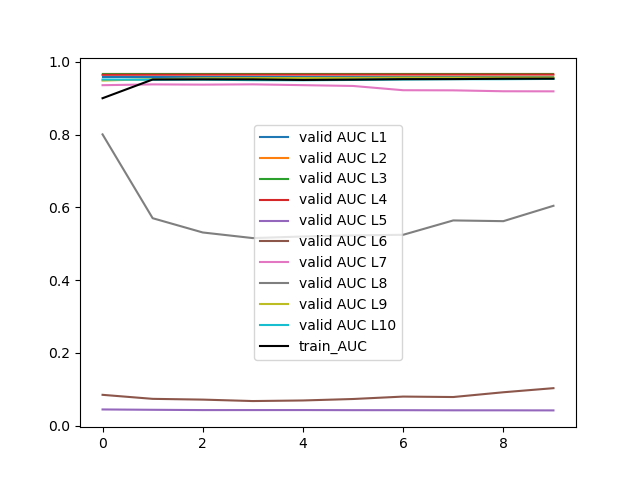 1.0
0.8
0.6
0.4
0.2
0.0
valid AUC L1
valid AUC L2
valid AUC L3
valid AUC L4
valid AUC L5
valid AUC L6
valid AUC L7
valid AUC L8
valid AUC L9
valid AUC L10
train_AUC
0 2 4 6 8